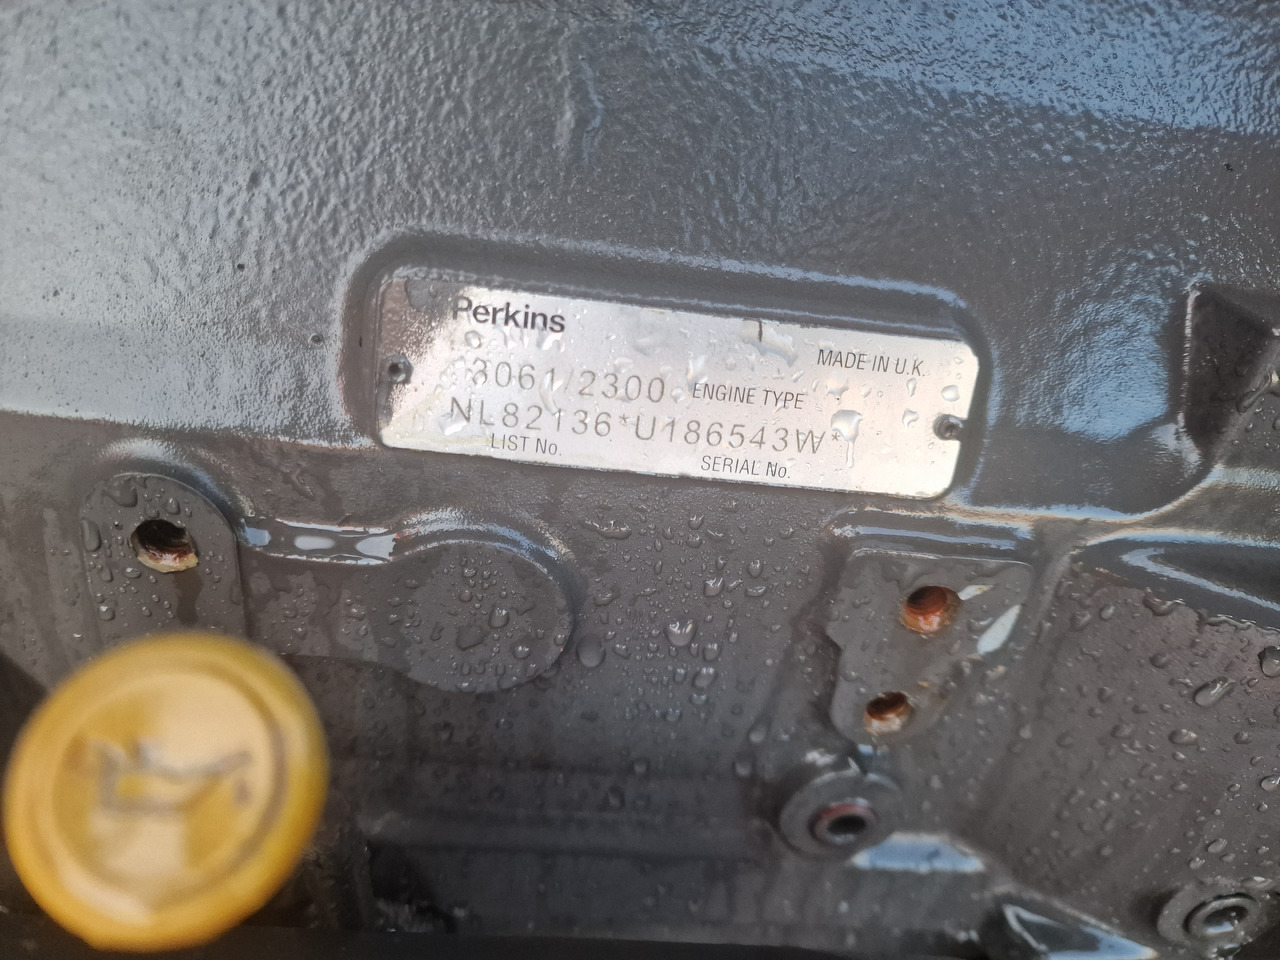 Perkins
MADE IN U.K.
3061/2300 ENGINE TYPE
NL82136*U186543W*
LIST No. SERIAL No.